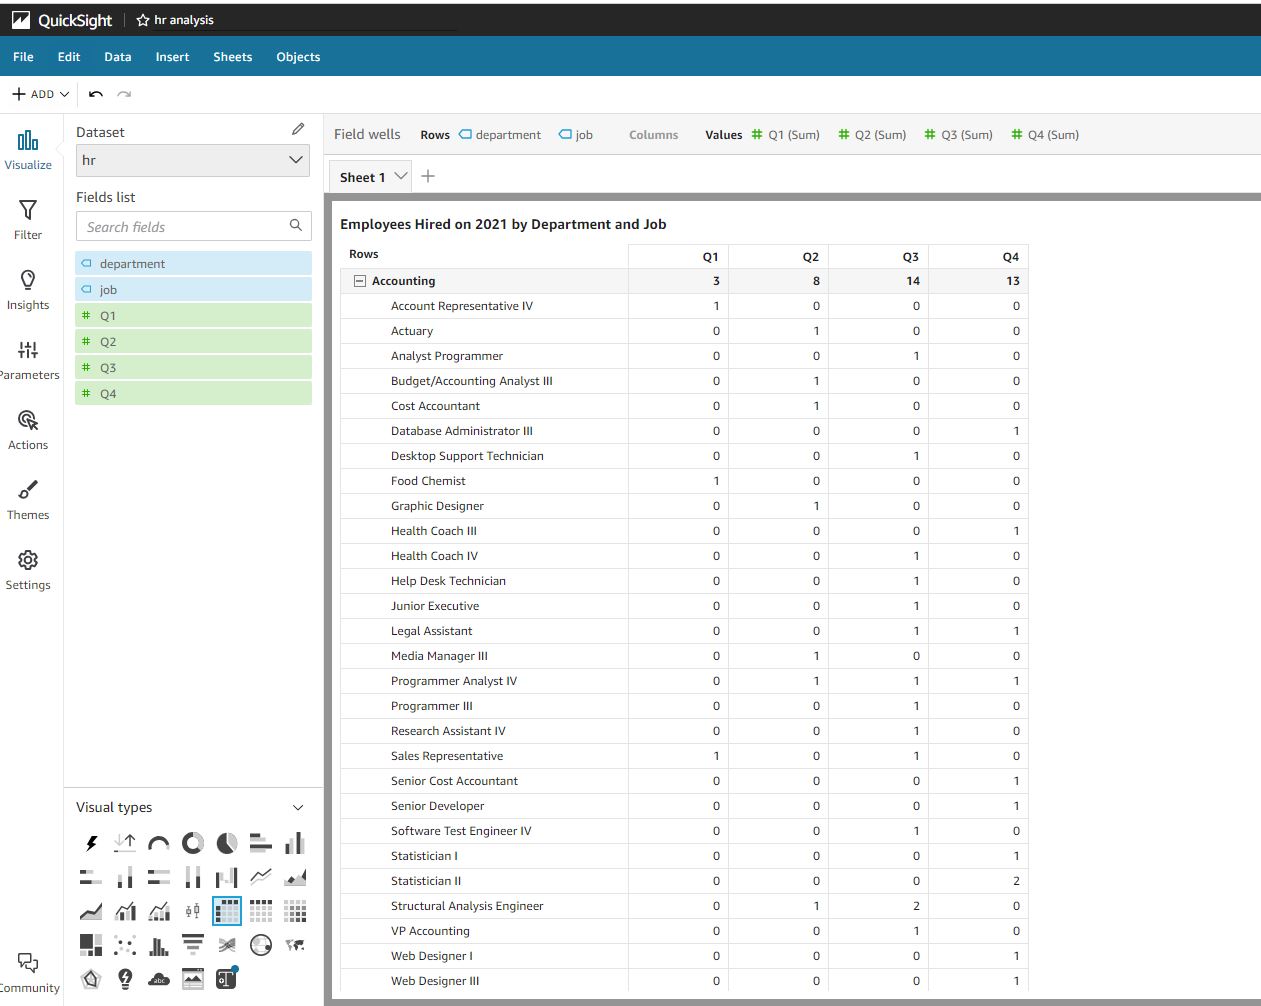 QuickSight hr analysis
File Edit Data Insert Sheets Objects
ADD
Visualize
Filter
Insights
Parameters
Actions
Themes
Settings
Community
Dataset
hr
Fields list
Search fields
department
job
# Q1
# Q2
# Q3
# Q4
Visual types
abc
T
Field wells Rows department job Columns Values # Q1 (Sum) # Q2 (Sum) # Q3 (Sum) # Q4 (Sum)
Sheet 1
Employees Hired on 2021 by Department and Job
Rows Q1 Q2 Q3 Q4
Accounting 3 8 14 13
Account Representative IV 1 0 0 0
Actuary 0 1 0 0
Analyst Programmer 0 0 1 0
Budget/Accounting Analyst III 0 1 0 0
Cost Accountant 0 1 0 0
Database Administrator III 0 0 0 1
Desktop Support Technician 0 0 1 0
Food Chemist 1 0 0 0
Graphic Designer 0 1 0 0
Health Coach III 0 0 0 1
Health Coach IV 0 0 1 0
Help Desk Technician 0 0 1 0
Junior Executive 0 0 1 0
Legal Assistant 0 0 1 1
Media Manager III 0 1 0 0
Programmer Analyst IV 0 1 1 1
Programmer III 0 0 1 0
Research Assistant IV 0 0 1 0
Sales Representative 1 0 1 0
Senior Cost Accountant 0 0 0 1
Senior Developer 0 0 0 1
Software Test Engineer IV 0 0 1 0
Statistician I 0 0 0 1
Statistician II 0 0 0 2
Structural Analysis Engineer 0 1 2 0
VP Accounting 0 0 1 0
Web Designer I 0 0 0 1
Web Designer III 0 0 0 1